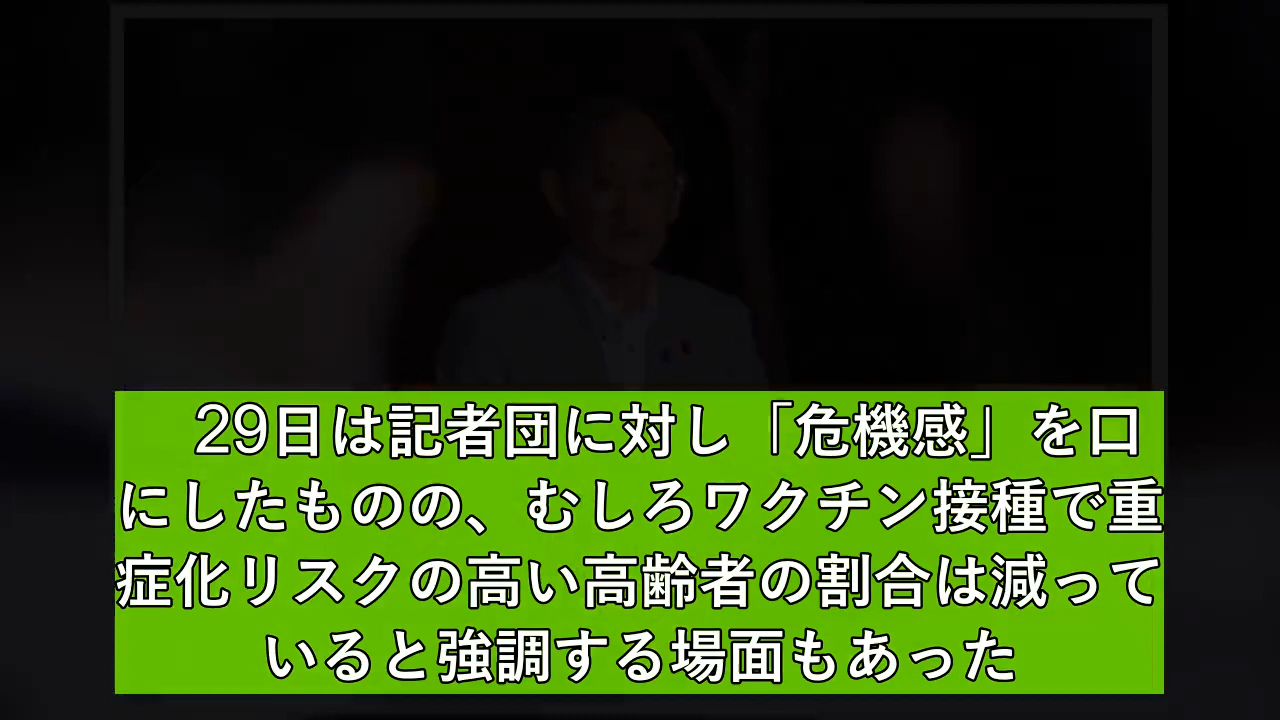 29日は記者団に対し「危機感」を口
にしたものの、むしろワクチン接種で重
症化リスクの高い高齢者の割合は減って
いると強調する場面もあった